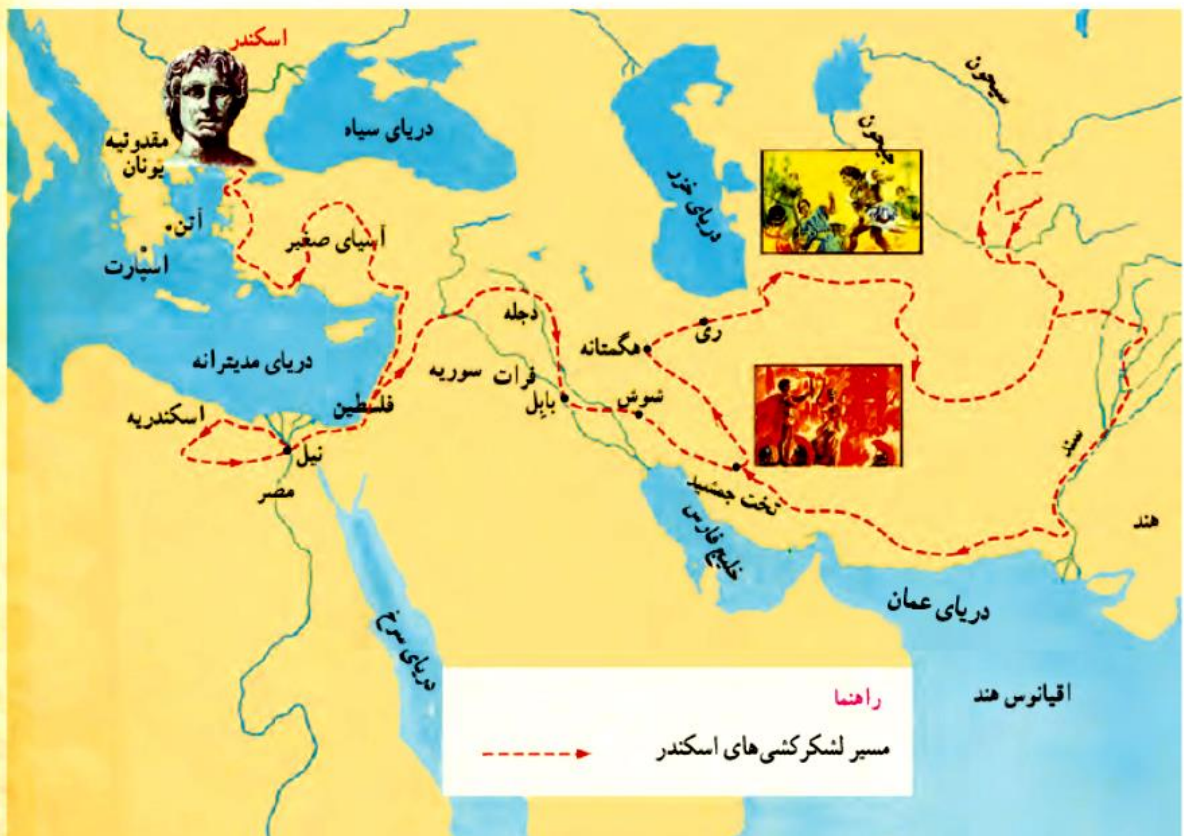 اسکندر
سیحون
دریای سیاه
جیحون
مقدونیه
یونان
دریای خزر
آتن
آسیای صغیر
اسپارت
دجله
ری
هگمتانه
دریای مدیترانه
سوریه
فرات
فلسطین
بابل
شوش
اسکندریه
سند
نیل
تخت جمشید
مصر
هند
خلیج فارس
دریای عمان
دریای سرخ
اقیانوس هند
راهنما
مسیر لشکرکشی‌های اسکندر